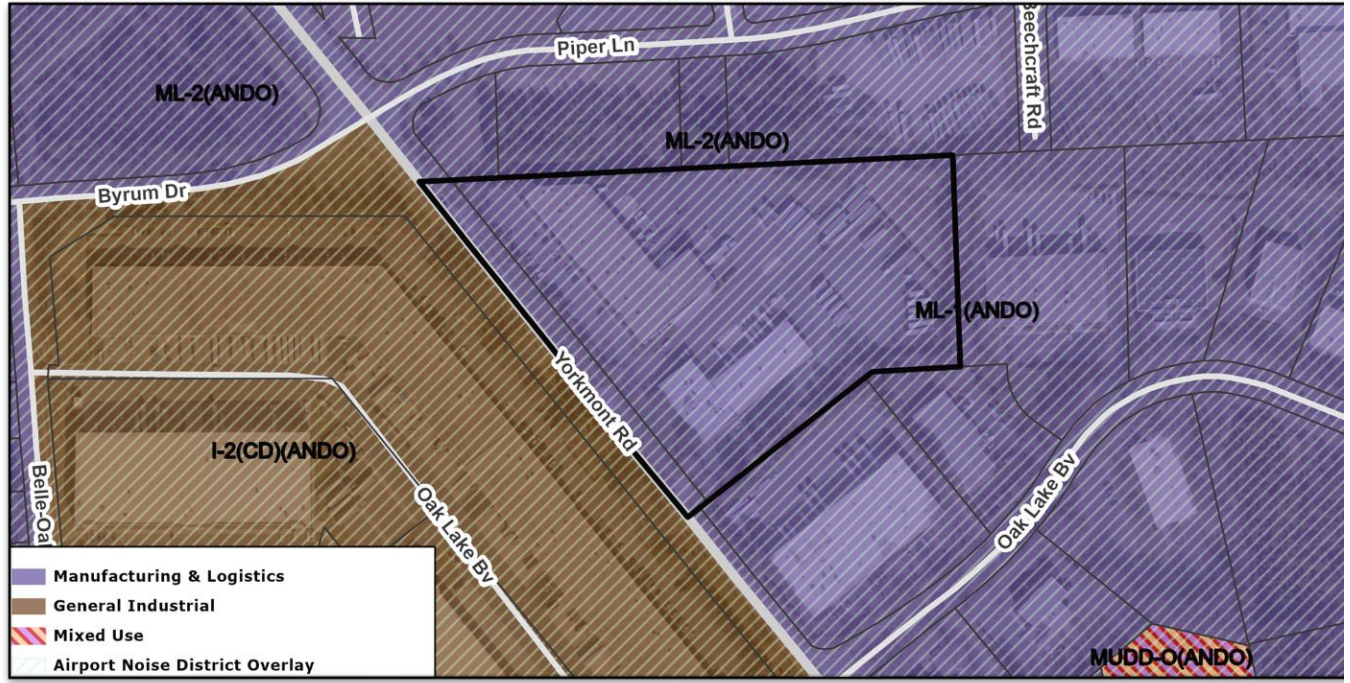 Piper Ln
Beechcraft Rd
ML-2(ANDO)
ML-2(ANDO)
Byrum Dr
ML-1(ANDO)
Yorkmont Rd
I-2(CD)(ANDO)
Belle-Oa
Oak Lake Bv
Oak Lake Bv
Manufacturing & Logistics
General Industrial
Mixed Use
Airport Noise District Overlay
MUDD-O(ANDO)